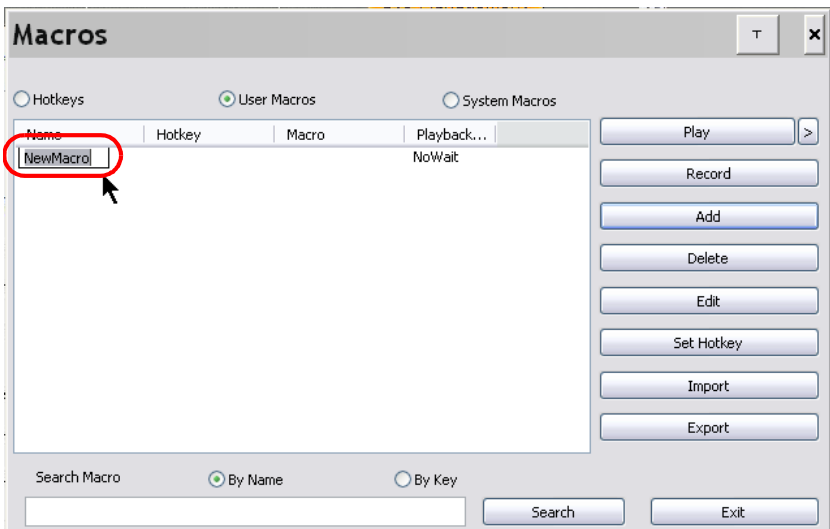 Macros
T
×
Hotkeys
User Macros
System Macros
Name Hotkey Macro Playback...
NewMacro NoWait
Play >
Record
Add
Delete
Edit
Set Hotkey
Import
Export
Search Macro
By Name
By Key
Search
Exit